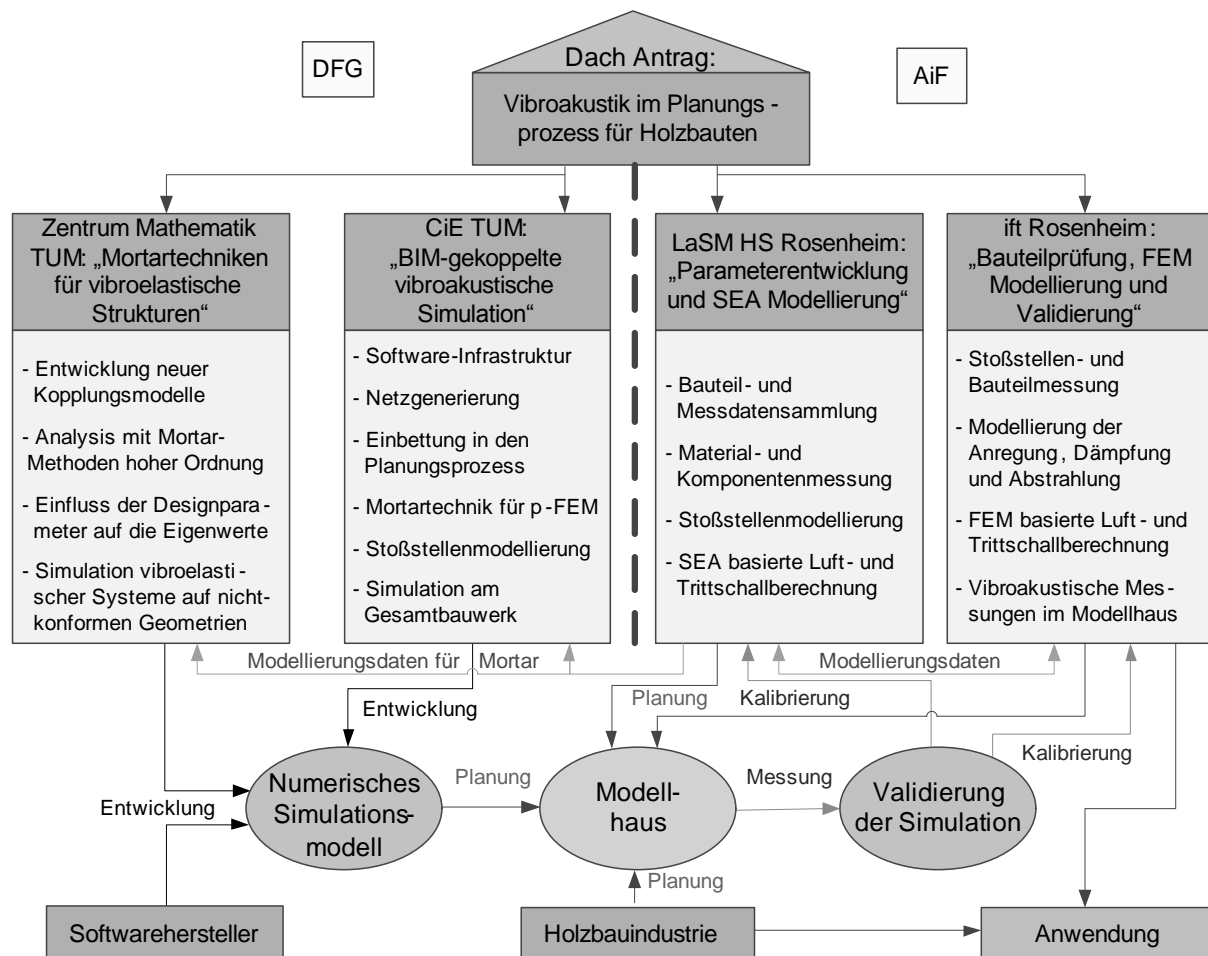 DFG
Dach Antrag:
AiF
Vibroakustik im Planungs -
prozess für Holzbauten
Zentrum Mathematik
TUM: „Mortartechniken
für vibroelastische
Strukturen“
- Entwicklung neuer
Kopplungsmodelle
- Analysis mit Mortar-
Methoden hoher Ordnung
- Einfluss der Designpara-
meter auf die Eigenwerte
- Simulation vibroelasti-
scher Systeme auf nicht-
konformen Geometrien
CiE TUM:
„BIM-gekoppelte
vibroakustische
Simulation“
- Software-Infrastruktur
- Netzgenerierung
- Einbettung in den
Planungsprozess
- Mortartechnik für p-FEM
- Stoßstellenmodellierung
- Simulation am
Gesamtbauwerk
LaSM HS Rosenheim:
„Parameterentwicklung
und SEA Modellierung“
- Bauteil- und
Messdatensammlung
- Material- und
Komponentenmessung
- Stoßstellenmodellierung
- SEA basierte Luft- und
Trittschallberechnung
ift Rosenheim:
„Bauteilprüfung, FEM
Modellierung und
Validierung“
- Stoßstellen- und
Bauteilmessung
- Modellierung der
Anregung, Dämpfung
und Abstrahlung
- FEM basierte Luft- und
Trittschallberechnung
- Vibroakustische Mes-
sungen im Modellhaus
Modellierungsdaten für Mortar
Modellierungsdaten
Entwicklung
Planung
Kalibrierung
Kalibrierung
Entwicklung
Numerisches
Simulations-
modell
Planung
Modell-
haus
Messung
Validierung
der Simulation
Planung
Softwarehersteller
Holzbauindustrie
Anwendung